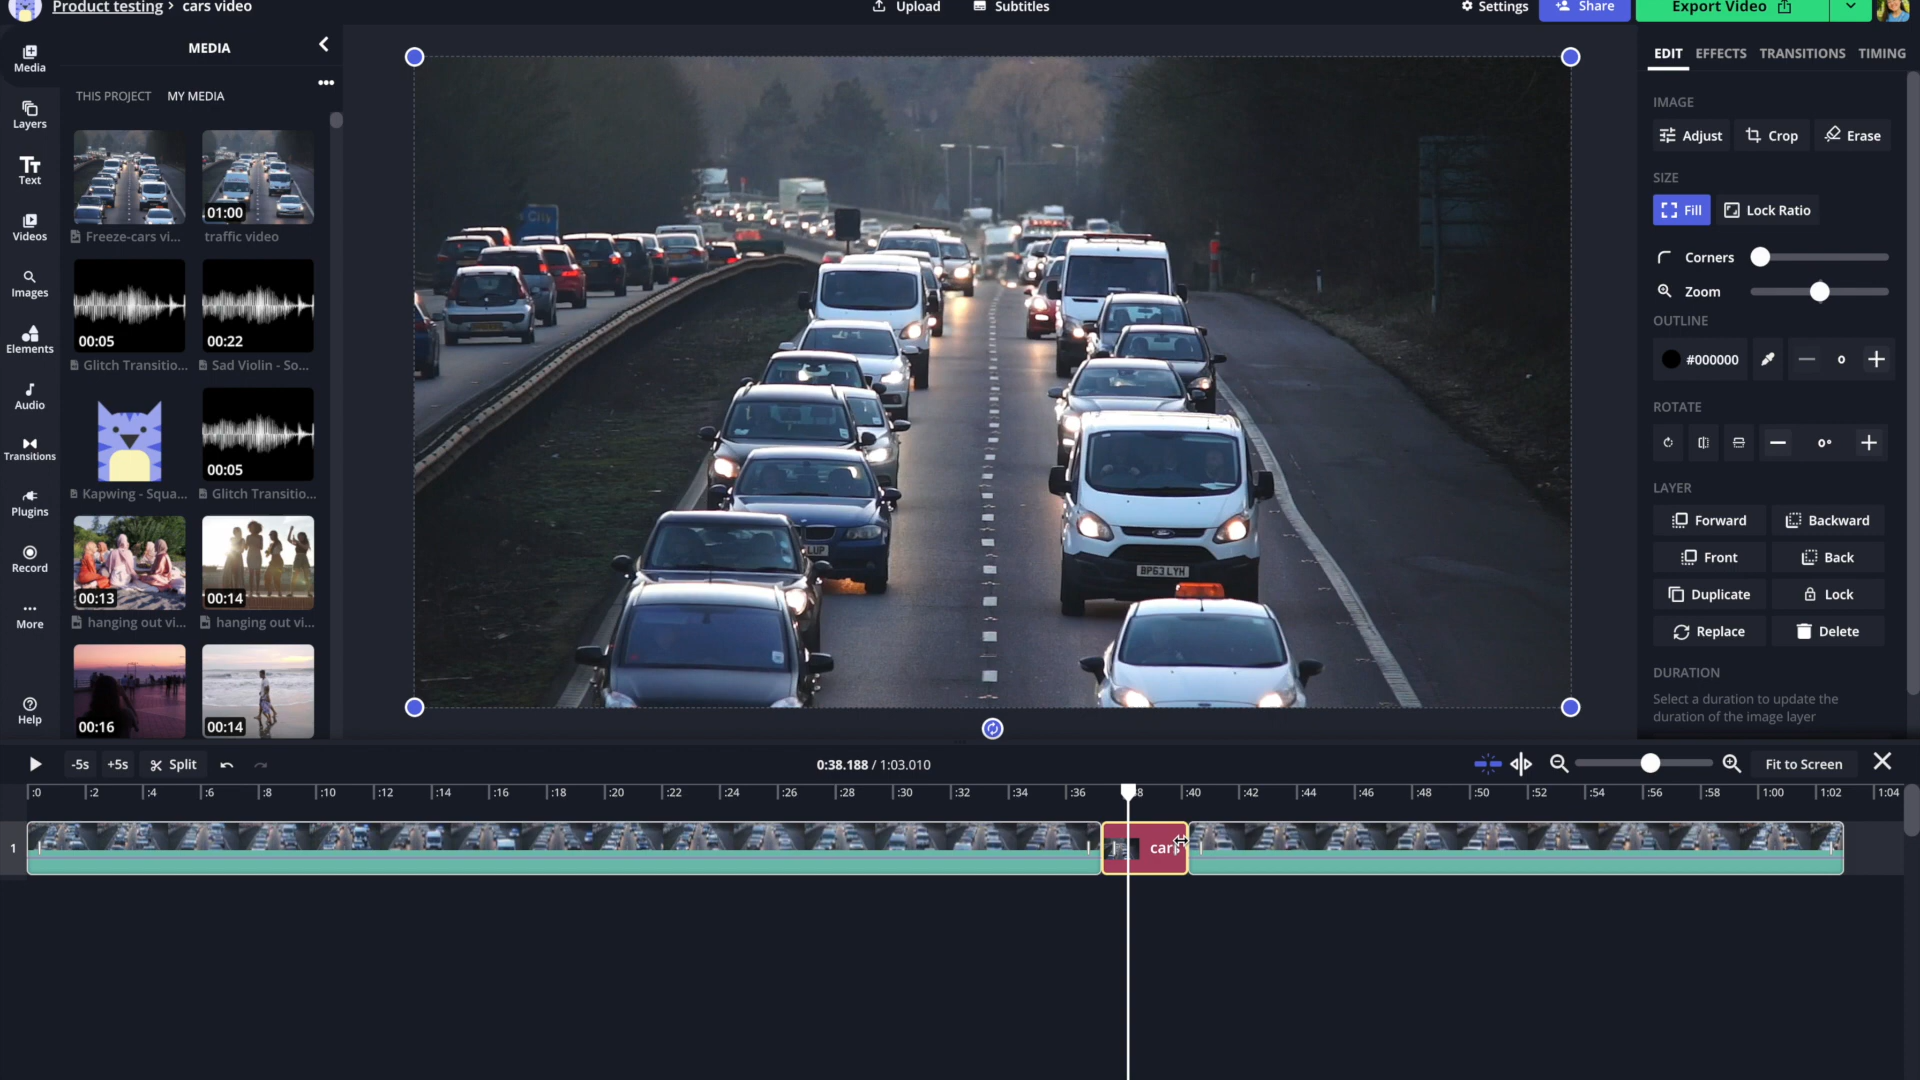 Product testing > cars video
Upload
Subtitles
Settings
Share
Export Video
MEDIA
THIS PROJECT
MY MEDIA
Media
Layers
Text
Videos
Images
Elements
Audio
Transitions
Plugins
Record
More
Help
01:00
Freeze-cars vi...
traffic video
00:05
00:22
Glitch Transitio...
Sad Violin - So...
00:05
Kapwing - Squa...
Glitch Transitio...
00:13
00:14
hanging out vi...
hanging out vi...
00:16
00:14
City
LUP
BP63 LYH
EDIT
EFFECTS
TRANSITIONS
TIMING
IMAGE
Adjust
Crop
Erase
SIZE
Fill
Lock Ratio
Corners
Zoom
OUTLINE
#000000
0
ROTATE
0°
LAYER
Forward
Backward
Front
Back
Duplicate
Lock
Replace
Delete
DURATION
Select a duration to update the
duration of the image layer
-5s
+5s
Split
0:38.188 / 1:03.010
Fit to Screen
:0 :2 :4 :6 :8 :10 :12 :14 :16 :18 :20 :22 :24 :26 :28 :30 :32 :34 :36 :38 :40 :42 :44 :46 :48 :50 :52 :54 :56 :58 1:00 1:02 1:04
1
cars